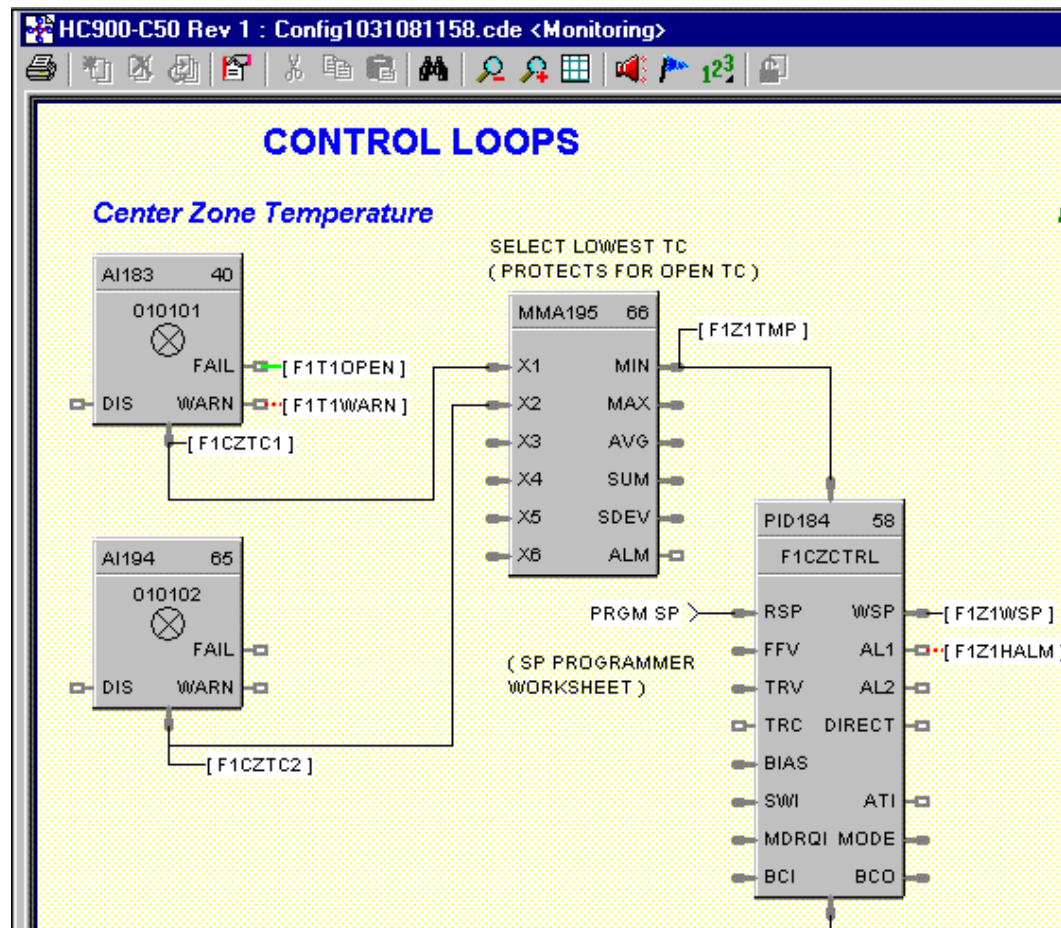 HC900-C50 Rev 1 : Config1031081158.cde <Monitoring>
123
CONTROL LOOPS
Center Zone Temperature
SELECT LOWEST TC
( PROTECTS FOR OPEN TC )
AI183 40
010101
FAIL
[ F1T1OPEN ]
DIS WARN
[ F1T1WARN ]
[ F1CZTC1 ]
MMA195 66
[ F1Z1TMP ]
X1 MIN
X2 MAX
X3 AVG
X4 SUM
X5 SDEV
X6 ALM
AI194 65
010102
FAIL
DIS WARN
[ F1CZTC2 ]
PID184 58
F1CZCTRL
PRGM SP
RSP WSP
[ F1Z1WSP ]
FFV AL1
[ F1Z1HALM ]
( SP PROGRAMMER
WORKSHEET )
TRV AL2
TRC DIRECT
BIAS
SWI ATI
MDRQI MODE
BCI BCO